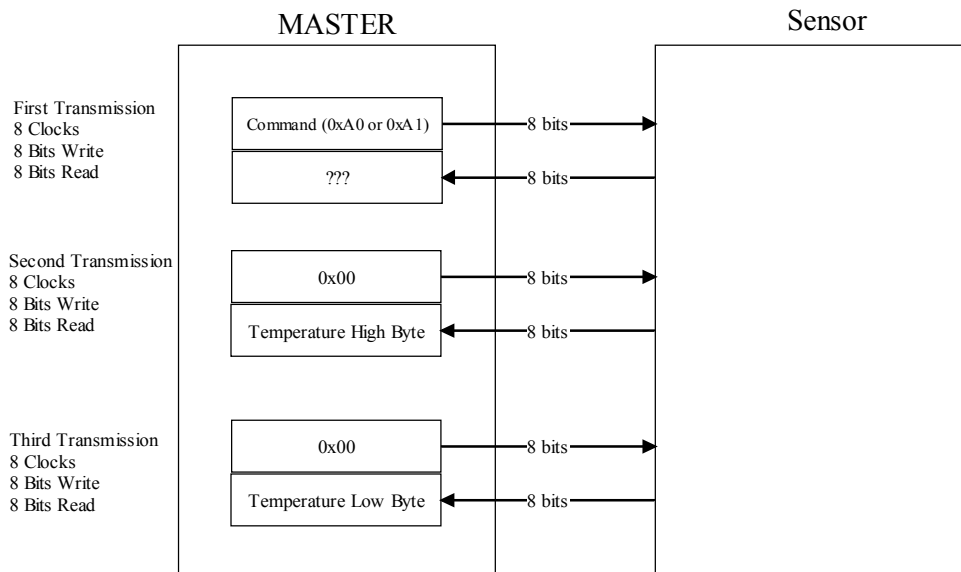 MASTER
Sensor
First Transmission
8 Clocks
8 Bits Write
8 Bits Read
Command (0xA0 or 0xA1)
8 bits
???
8 bits
Second Transmission
8 Clocks
8 Bits Write
8 Bits Read
0x00
8 bits
Temperature High Byte
8 bits
Third Transmission
8 Clocks
8 Bits Write
8 Bits Read
0x00
8 bits
Temperature Low Byte
8 bits